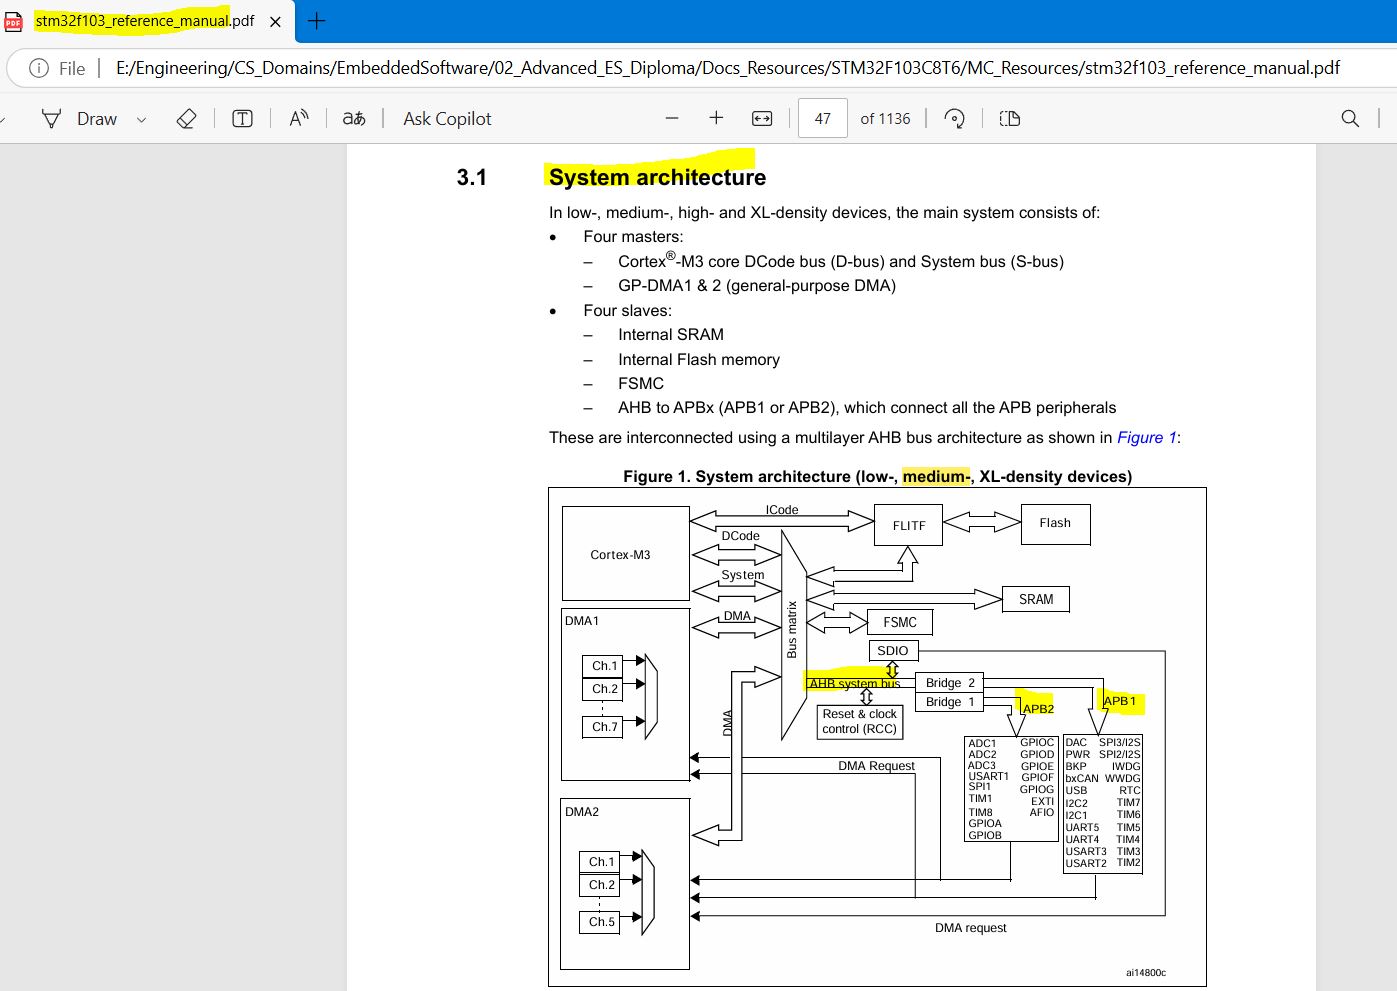 stm32f103_reference_manual.pdf
File
E:/Engineering/CS_Domains/EmbeddedSoftware/02_Advanced_ES_Diploma/Docs_Resources/STM32F103C8T6/MC_Resources/stm32f103_reference_manual.pdf
Draw
T
A
aあ
Ask Copilot
47 of 1136
3.1 System architecture
In low-, medium-, high- and XL-density devices, the main system consists of:
• Four masters:
– Cortex®-M3 core DCode bus (D-bus) and System bus (S-bus)
– GP-DMA1 & 2 (general-purpose DMA)
• Four slaves:
– Internal SRAM
– Internal Flash memory
– FSMC
– AHB to APBx (APB1 or APB2), which connect all the APB peripherals
These are interconnected using a multilayer AHB bus architecture as shown in Figure 1:
Figure 1. System architecture (low-, medium-, XL-density devices)
Cortex-M3
ICode
DCode
System
DMA
FLITF
Flash
SRAM
FSMC
SDIO
Bus matrix
AHB system bus
Bridge 2
Bridge 1
APB2
APB1
Reset & clock
control (RCC)
DMA1
Ch.1
Ch.2
Ch.7
DMA
DMA Request
ADC1 GPIOC
ADC2 GPIOD
ADC3 GPIOE
USART1 GPIOF
SPI1 GPIOG
TIM1 EXTI
TIM8 AFIO
GPIOA
GPIOB
DAC SPI3/I2S
PWR SPI2/I2S
BKP IWDG
bxCAN WWDG
USB RTC
I2C2 TIM7
I2C1 TIM6
UART5 TIM5
UART4 TIM4
USART3 TIM3
USART2 TIM2
DMA2
Ch.1
Ch.2
Ch.5
DMA request
ai14800c